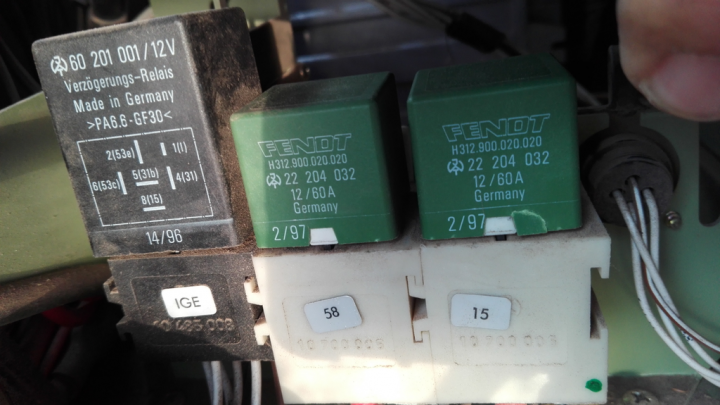 60 201 001/12V
Verzögerungs-Relais
Made in Germany
>PA6.6-GF30<
2(53e) 1(I)
6(53c) 5(31b) 4(31)
8(15)
14/96
FENDT
H312.900.020.020
22 204 032
12/60A
Germany
2/97
FENDT
H312.900.020.020
22 204 032
12/60A
Germany
2/97
IGE
58
15